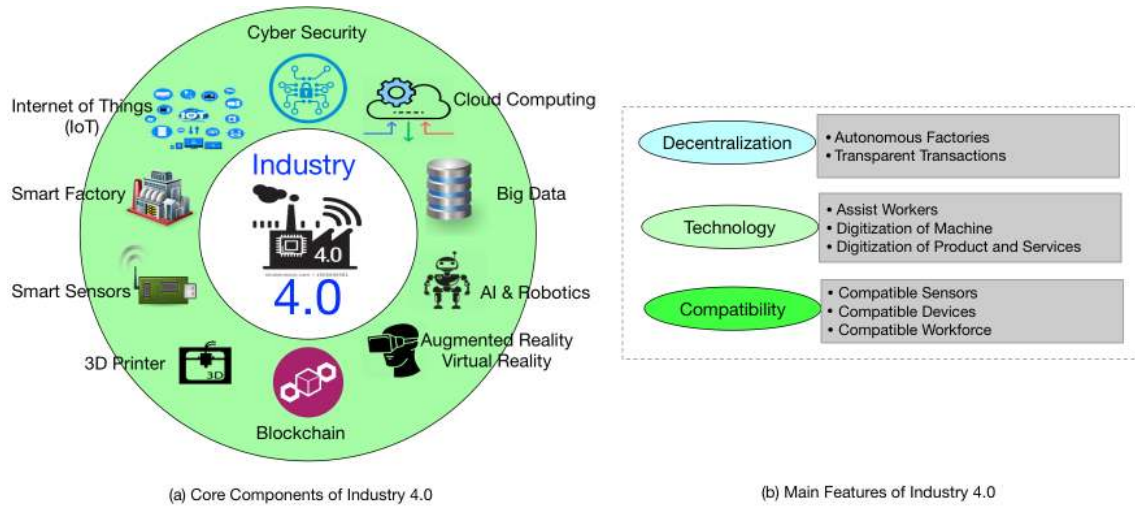 Cyber Security
Internet of Things
(IoT)
IoT
Cloud Computing
Industry
Smart Factory
Big Data
4.0
Smart Sensors
4.0
AI & Robotics
3D Printer
3D
Augmented Reality
Virtual Reality
Blockchain
(a) Core Components of Industry 4.0
Decentralization
• Autonomous Factories
• Transparent Transactions
Technology
• Assist Workers
• Digitization of Machine
• Digitization of Product and Services
Compatibility
• Compatible Sensors
• Compatible Devices
• Compatible Workforce
(b) Main Features of Industry 4.0